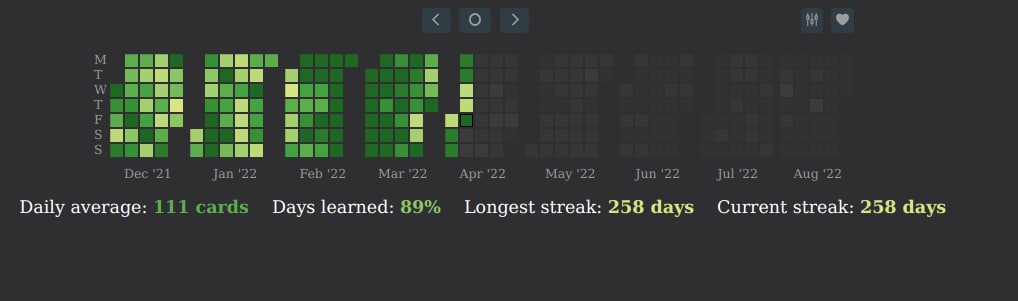 M
T
W
T
F
S
S
Dec '21 Jan '22 Feb '22 Mar '22 Apr '22 May '22 Jun '22 Jul '22 Aug '22
Daily average: 111 cards Days learned: 89% Longest streak: 258 days Current streak: 258 days